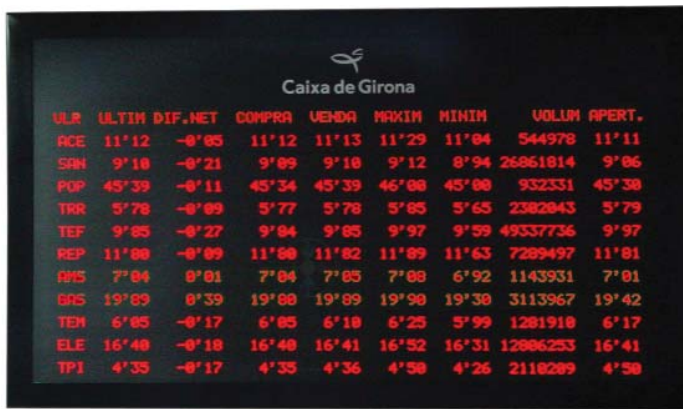 Caixa de Girona
VLR ULTIM DIF.NET COMPRA VENDA MAXIM MINIM VOLUM APERT.
ACE 11'12 -0'05 11'12 11'13 11'29 11'04 544978 11'11
SAN 9'10 -0'21 9'09 9'10 9'12 8'94 26861814 9'06
POP 45'39 -0'11 45'34 45'39 46'00 45'00 932331 45'30
TRR 5'78 -0'09 5'77 5'78 5'85 5'65 2302043 5'79
TEF 9'85 -0'27 9'84 9'85 9'97 9'59 49337736 9'97
REP 11'80 -0'09 11'80 11'82 11'89 11'63 7289497 11'81
AMS 7'04 0'01 7'04 7'05 7'08 6'92 1143931 7'01
GAS 19'89 0'39 19'88 19'89 19'90 19'30 3113967 19'42
TEM 6'05 -0'17 6'05 6'10 6'25 5'99 1281910 6'17
ELE 16'40 -0'18 16'40 16'41 16'52 16'31 12806253 16'41
TPI 4'35 -0'17 4'35 4'36 4'50 4'26 2110209 4'50